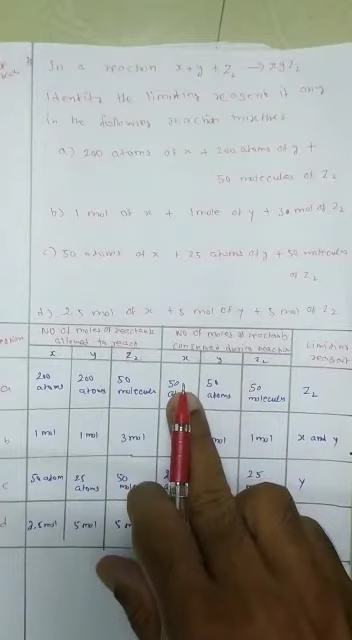 In a reaction x + y + Z₂ → xyZ₂
Identify the limiting reagent if any
in the following reaction mixtures
a) 200 atoms of x + 200 atoms of y +
50 molecules of Z₂
b) 1 mol of x + 1 mole of y + 3 mol of Z₂
c) 50 atoms of x + 25 atoms of y + 50 molecules
of Z₂
d) 2.5 mol of x + 5 mol of y + 5 mol of Z₂
NO of moles of reactants allowed to react
NO of moles of reactants consumed during reaction
Limiting reagent
x y Z₂ x y Z₂
a 200 atoms 200 atoms 50 molecules 50 50 atoms 50 molecules Z₂
b 1 mol 1 mol 3 mol mol 1 mol x and y
c 50 atom 25 atoms 50 25 y
d 2.5 mol 5 mol 5